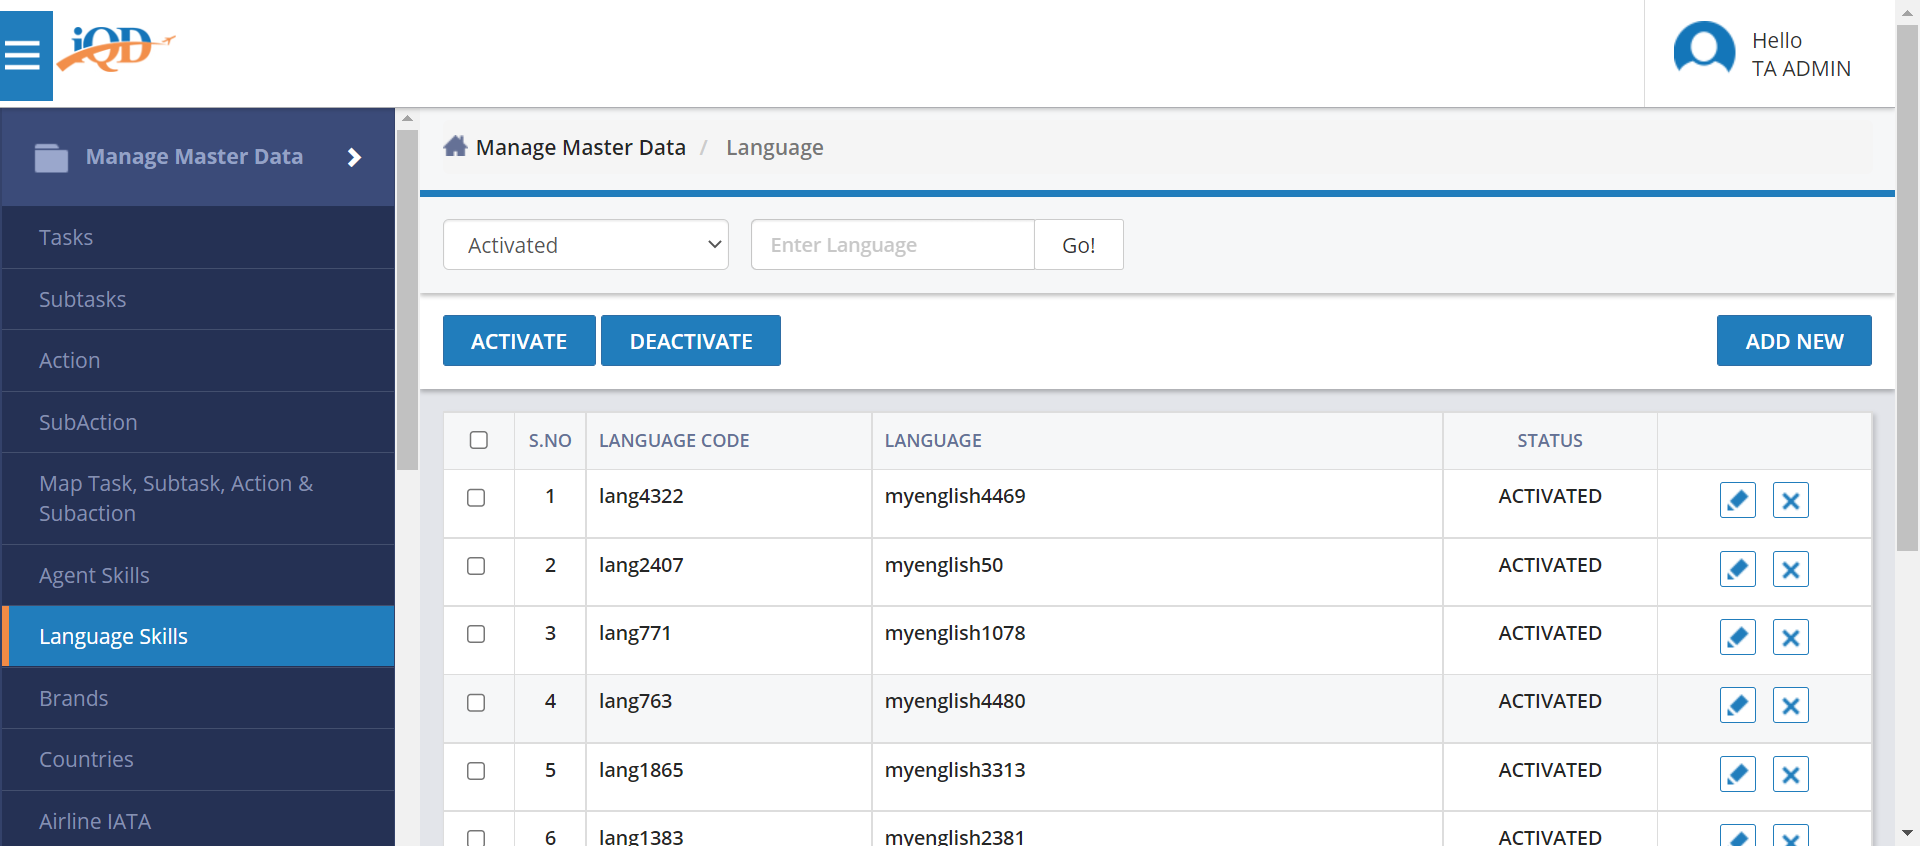 iQD
Hello
TA ADMIN
Manage Master Data
Tasks
Subtasks
Action
SubAction
Map Task, Subtask, Action &
Subaction
Agent Skills
Language Skills
Brands
Countries
Airline IATA
Manage Master Data / Language
Activated Enter Language Go!
ACTIVATE DEACTIVATE ADD NEW
S.NO LANGUAGE CODE LANGUAGE STATUS
1 lang4322 myenglish4469 ACTIVATED
2 lang2407 myenglish50 ACTIVATED
3 lang771 myenglish1078 ACTIVATED
4 lang763 myenglish4480 ACTIVATED
5 lang1865 myenglish3313 ACTIVATED
6 lang1383 myenglish2381 ACTIVATED